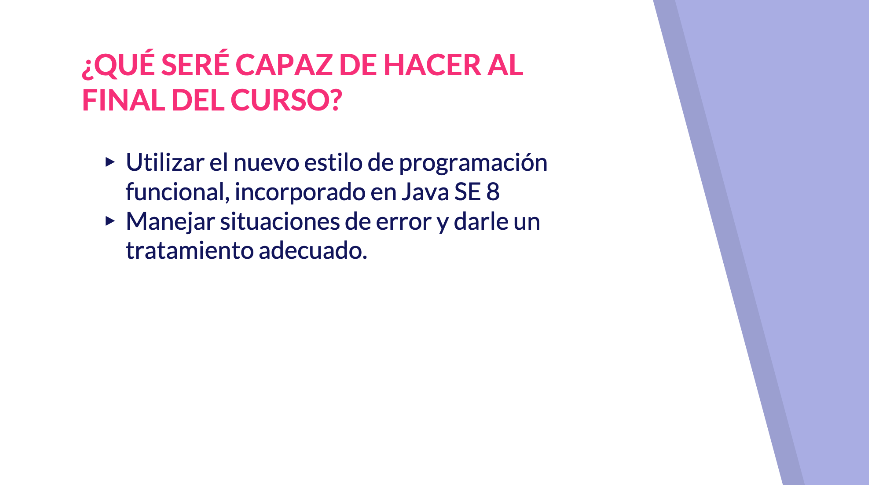 ¿QUÉ SERÉ CAPAZ DE HACER AL
FINAL DEL CURSO?
▸ Utilizar el nuevo estilo de programación
funcional, incorporado en Java SE 8
▸ Manejar situaciones de error y darle un
tratamiento adecuado.